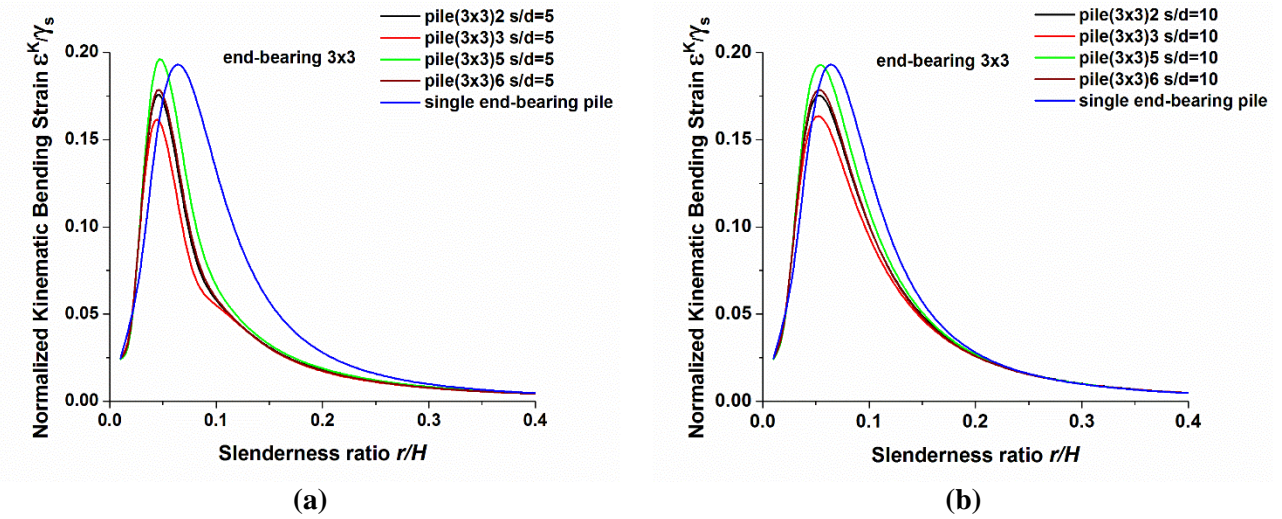 pile(3x3)2 s/d=5
pile(3x3)3 s/d=5
pile(3x3)5 s/d=5
pile(3x3)6 s/d=5
single end-bearing pile
end-bearing 3x3
Normalized Kinematic Bending Strain εᴷ/γₛ
0.20
0.15
0.10
0.05
0.00
0.0 0.1 0.2 0.3 0.4
Slenderness ratio r/H
(a)
pile(3x3)2 s/d=10
pile(3x3)3 s/d=10
pile(3x3)5 s/d=10
pile(3x3)6 s/d=10
single end-bearing pile
end-bearing 3x3
Normalized Kinematic Bending Strain εᴷ/γₛ
0.20
0.15
0.10
0.05
0.00
0.0 0.1 0.2 0.3 0.4
Slenderness ratio r/H
(b)